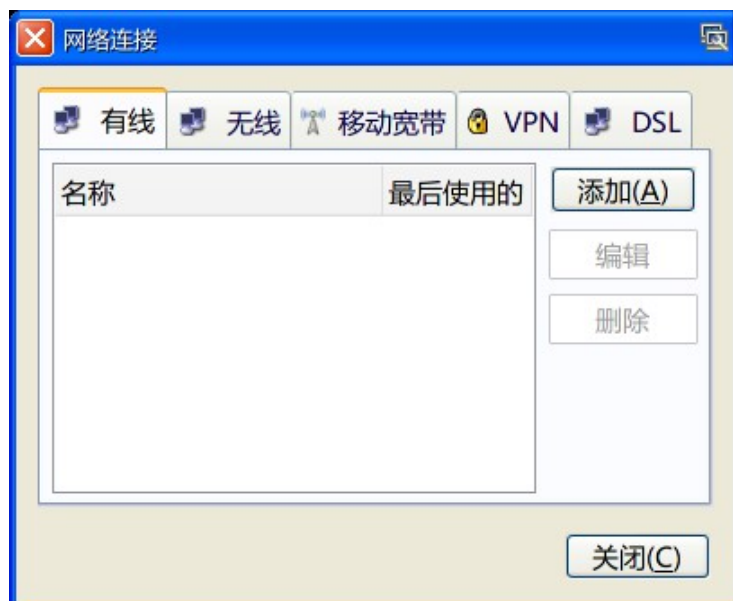 网络连接
有线 无线 移动宽带 VPN DSL
名称 最后使用的 添加(A)
编辑
删除
关闭(C)